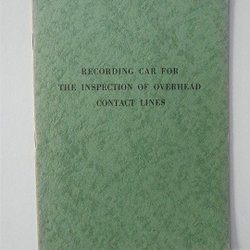 RECORDING CAR FOR
THE INSPECTION OF OVERHEAD
CONTACT LINES